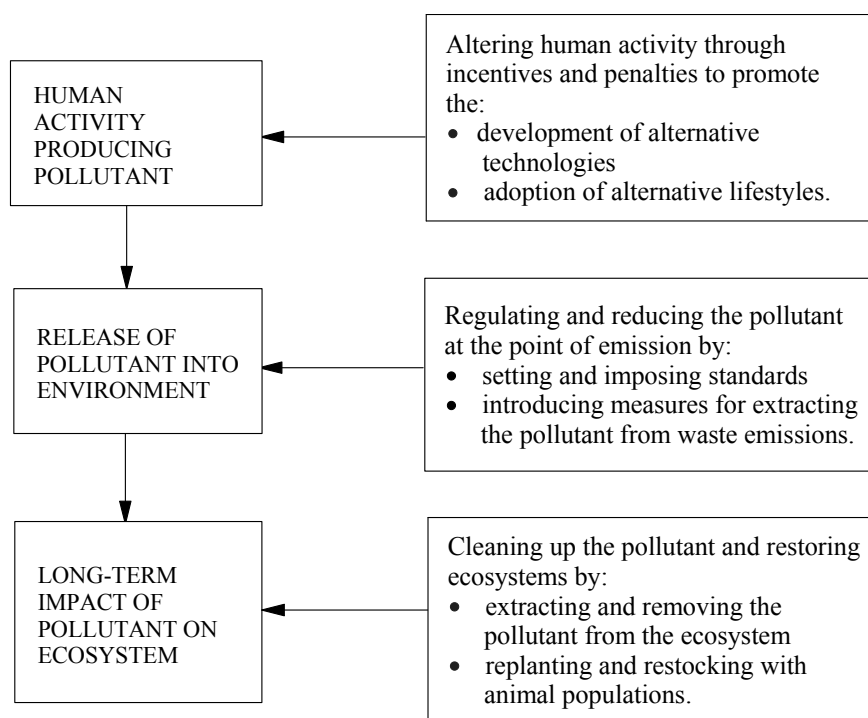 HUMAN
ACTIVITY
PRODUCING
POLLUTANT
Altering human activity through
incentives and penalties to promote
the:
• development of alternative
technologies
• adoption of alternative lifestyles.
RELEASE OF
POLLUTANT INTO
ENVIRONMENT
Regulating and reducing the pollutant
at the point of emission by:
• setting and imposing standards
• introducing measures for extracting
the pollutant from waste emissions.
LONG-TERM
IMPACT OF
POLLUTANT ON
ECOSYSTEM
Cleaning up the pollutant and restoring
ecosystems by:
• extracting and removing the
pollutant from the ecosystem
• replanting and restocking with
animal populations.